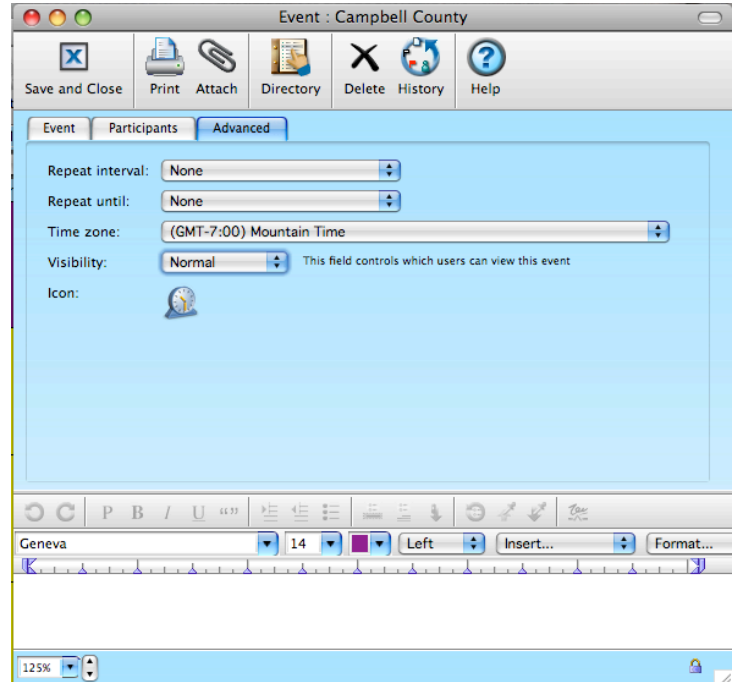 Event : Campbell County
Save and Close Print Attach Directory Delete History Help
Event Participants Advanced
Repeat interval: None
Repeat until: None
Time zone: (GMT-7:00) Mountain Time
Visibility: Normal This field controls which users can view this event
Icon:
P B I U “”
Geneva 14 Left Insert... Format...
125%